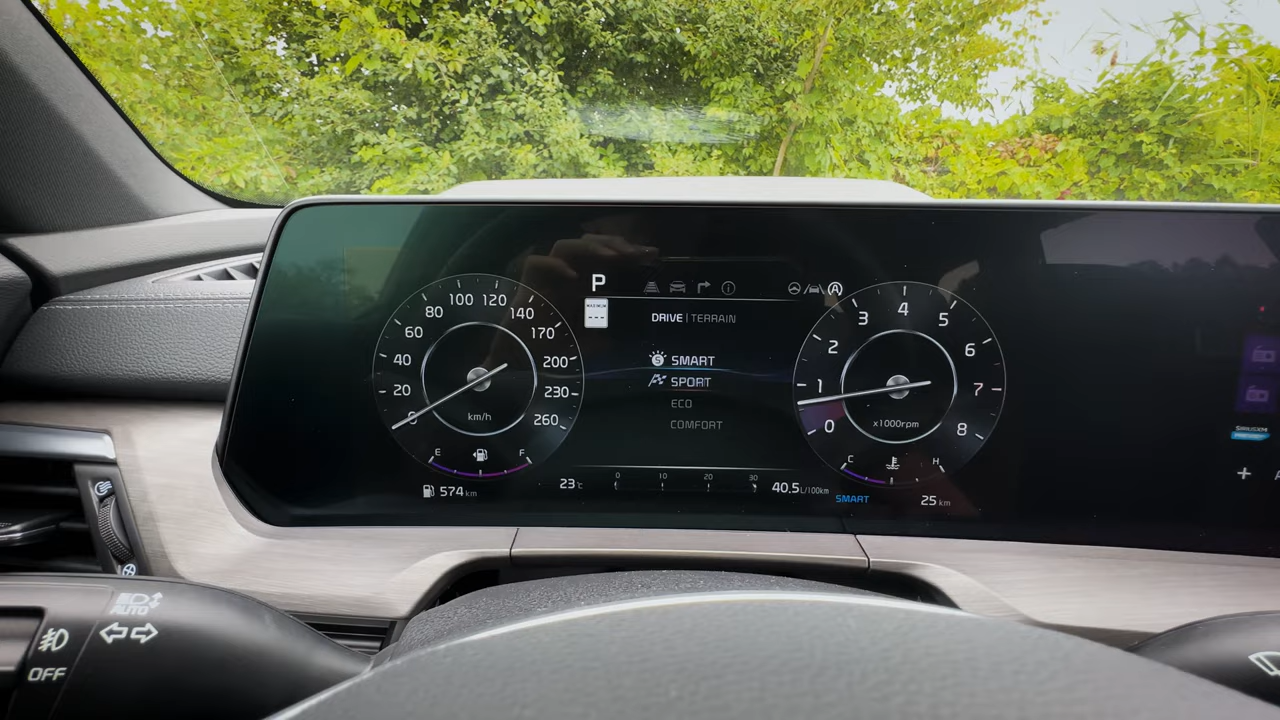 P
DRIVE | TERRAIN
SMART
SPORT
ECO
COMFORT
0
20
40
60
80
100
120
140
170
200
230
260
km/h
E
F
574 km
23°C
0
10
20
30
40.5 L/100km
0
1
2
3
4
5
6
7
8
x1000rpm
C
H
SMART
25 km
+
AUTO
OFF